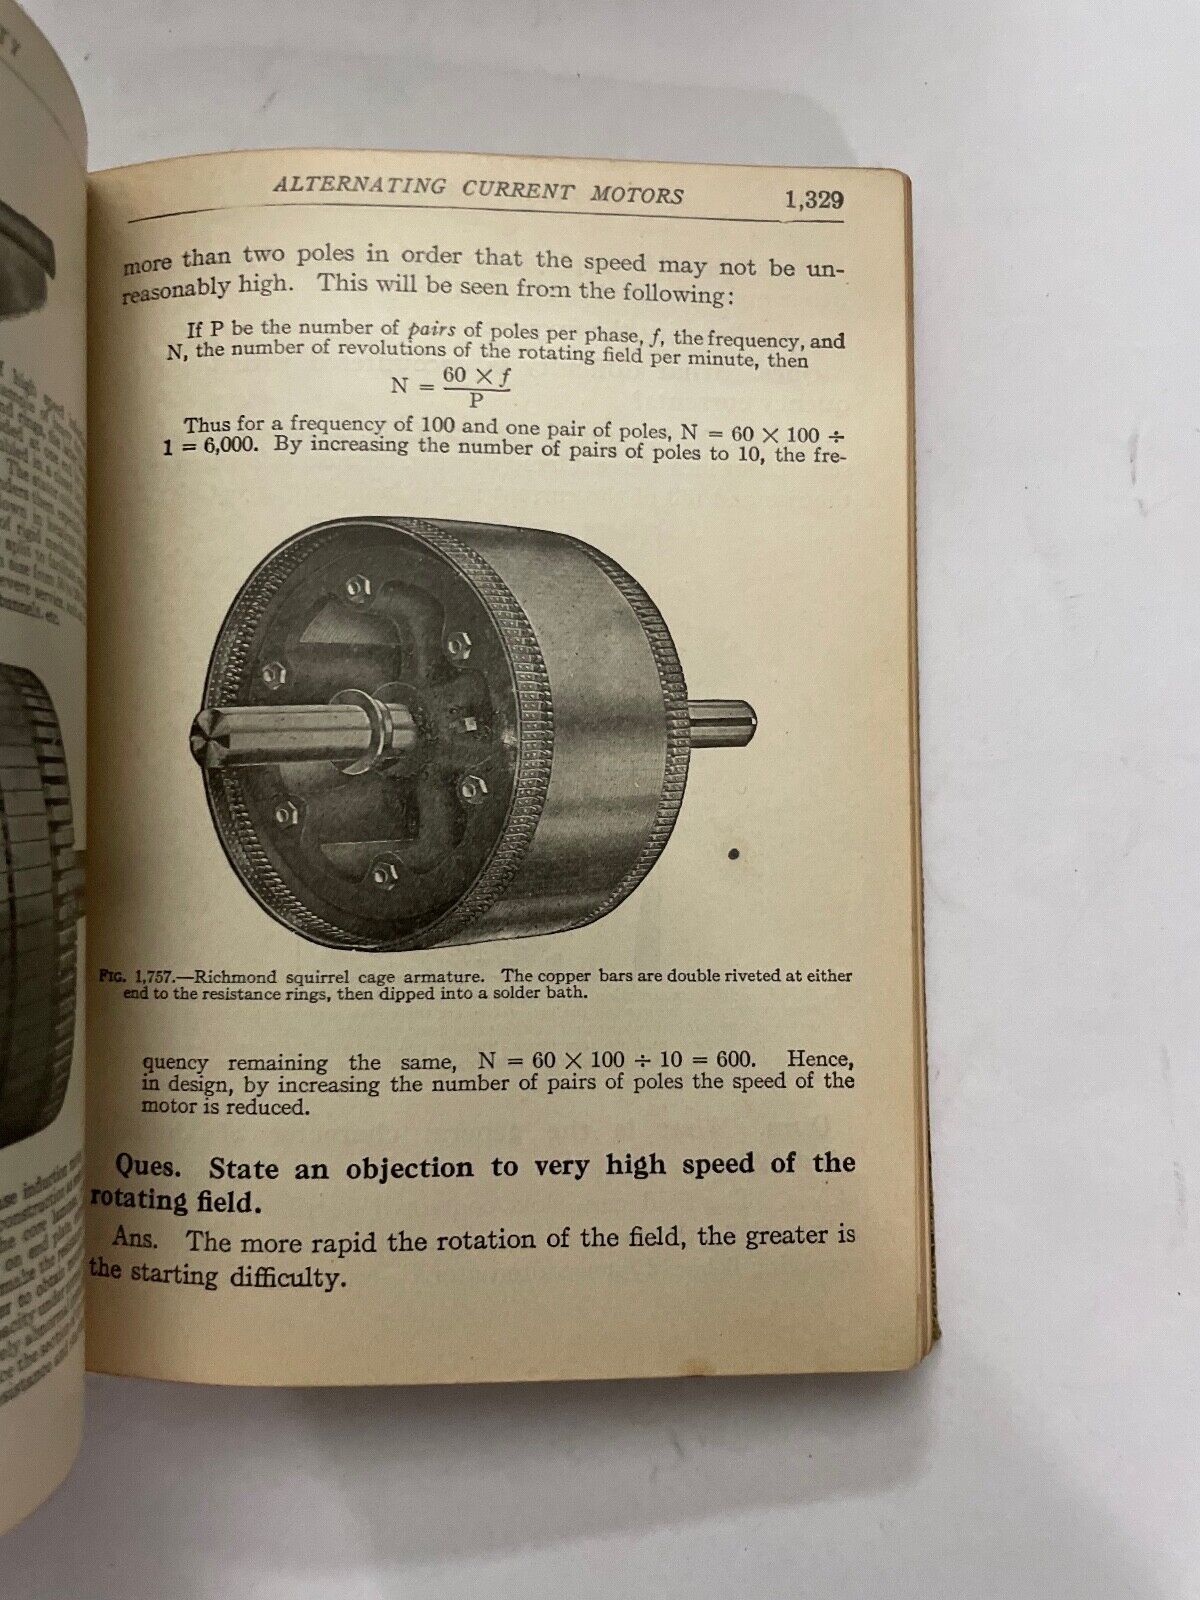 ALTERNATING CURRENT MOTORS 1,329
more than two poles in order that the speed may not be un-
reasonably high. This will be seen from the following:
If P be the number of pairs of poles per phase, f, the frequency, and
N, the number of revolutions of the rotating field per minute, then
N = 60 × f
P
Thus for a frequency of 100 and one pair of poles, N = 60 × 100 ÷
1 = 6,000. By increasing the number of pairs of poles to 10, the fre-
FIG. 1,757.—Richmond squirrel cage armature. The copper bars are double riveted at either
end to the resistance rings, then dipped into a solder bath.
quency remaining the same, N = 60 × 100 ÷ 10 = 600. Hence,
in design, by increasing the number of pairs of poles the speed of the
motor is reduced.
Ques. State an objection to very high speed of the
rotating field.
Ans. The more rapid the rotation of the field, the greater is
the starting difficulty.